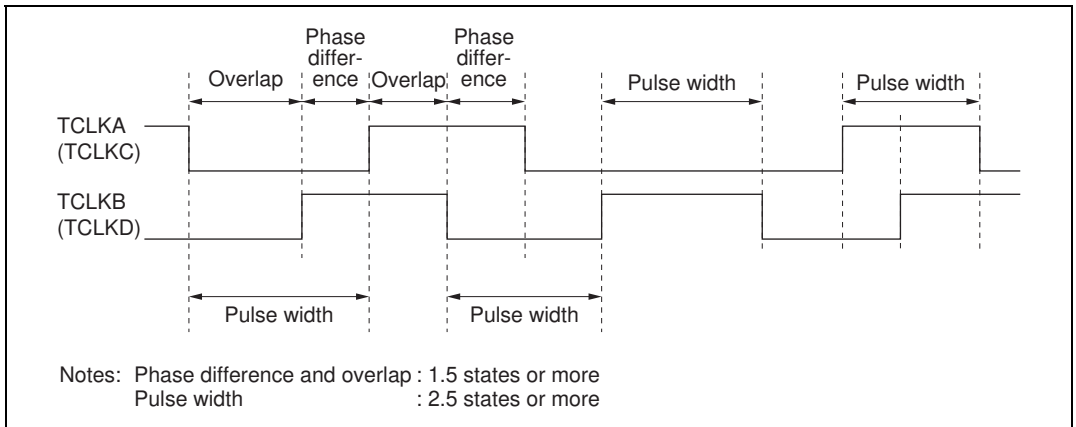 Phase
differ-
ence
Phase
differ-
ence
Overlap
Overlap
Pulse width
Pulse width
TCLKA
(TCLKC)
TCLKB
(TCLKD)
Pulse width
Pulse width
Notes: Phase difference and overlap : 1.5 states or more
Pulse width : 2.5 states or more